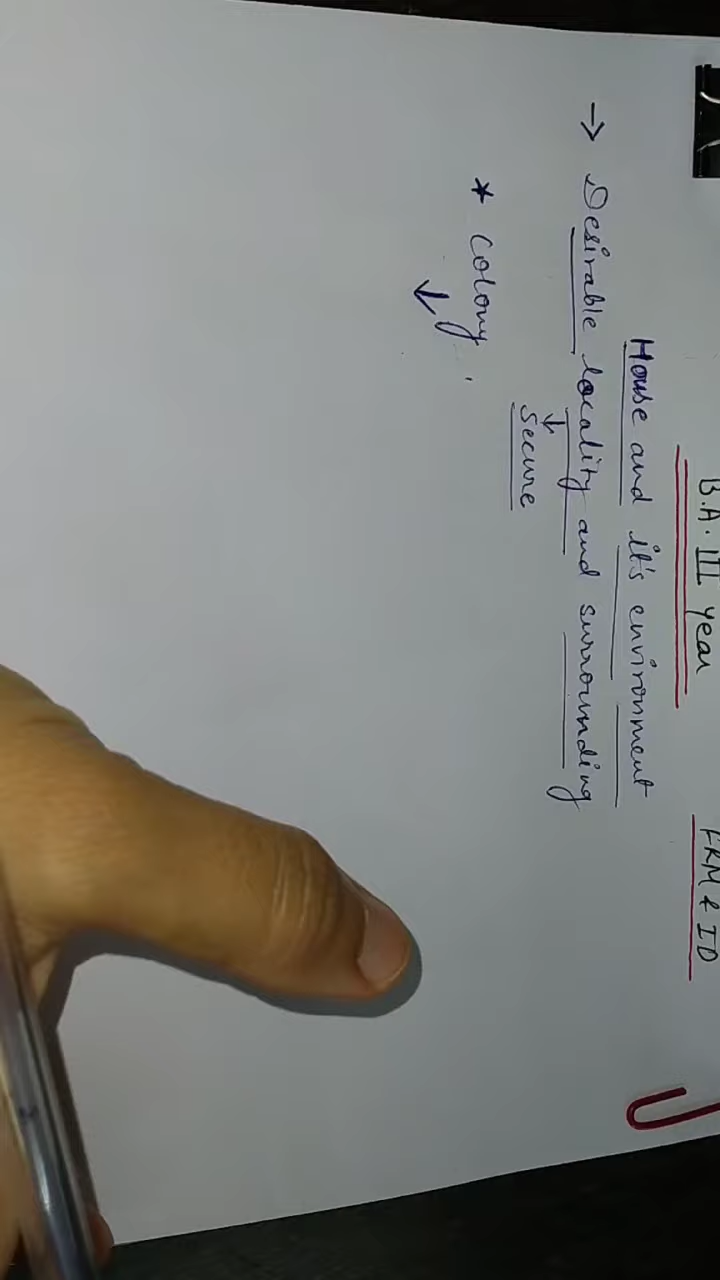 B.A. III year FRM & ID
House and it's environment
→ Desirable locality and surrounding
↓
Secure
* Colony
↓